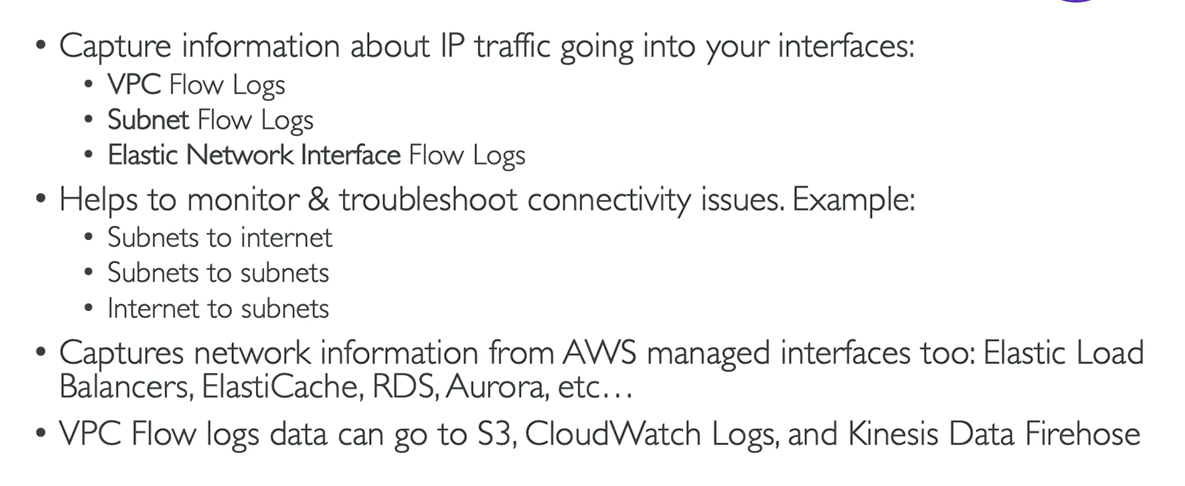 • Capture information about IP traffic going into your interfaces:
• VPC Flow Logs
• Subnet Flow Logs
• Elastic Network Interface Flow Logs
• Helps to monitor & troubleshoot connectivity issues. Example:
• Subnets to internet
• Subnets to subnets
• Internet to subnets
• Captures network information from AWS managed interfaces too: Elastic Load
Balancers, ElastiCache, RDS, Aurora, etc…
• VPC Flow logs data can go to S3, CloudWatch Logs, and Kinesis Data Firehose